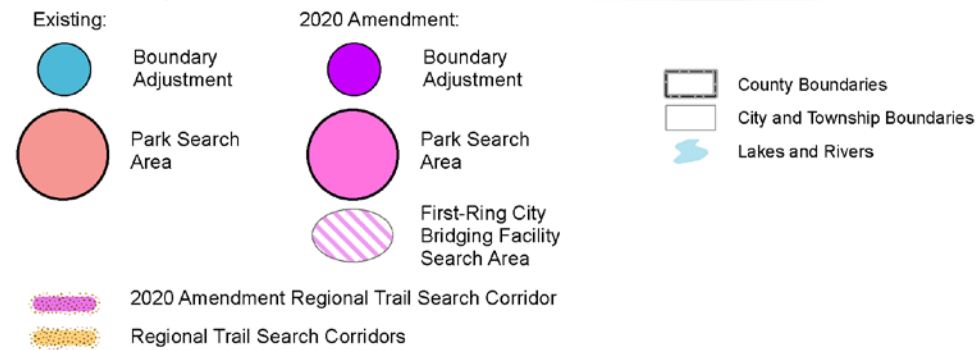 Existing:
Boundary
Adjustment
Park Search
Area
2020 Amendment:
Boundary
Adjustment
Park Search
Area
First-Ring City
Bridging Facility
Search Area
2020 Amendment Regional Trail Search Corridor
Regional Trail Search Corridors
County Boundaries
City and Township Boundaries
Lakes and Rivers